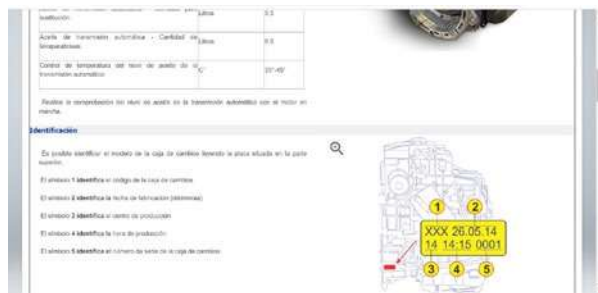 sustitución. Litros
Aceite de transmisión automática - Cantidad de Litros
Control de temperatura del nivel de aceite de la C° 35°-45°
transmisión automática
Realice la comprobación del nivel de aceite de la transmisión automática con el motor en
marcha.
Identificación
Es posible identificar el modelo de la caja de cambios leyendo la placa situada en la parte
superior.
El símbolo 1 identifica el código de la caja de cambios
El símbolo 2 identifica la fecha de fabricación (día/mes/año)
El símbolo 3 identifica el centro de producción
El símbolo 4 identifica la hora de producción
El símbolo 5 identifica el número de serie de la caja de cambios
1 2
XXX 26.05.14
14 14:15 0001
3 4 5